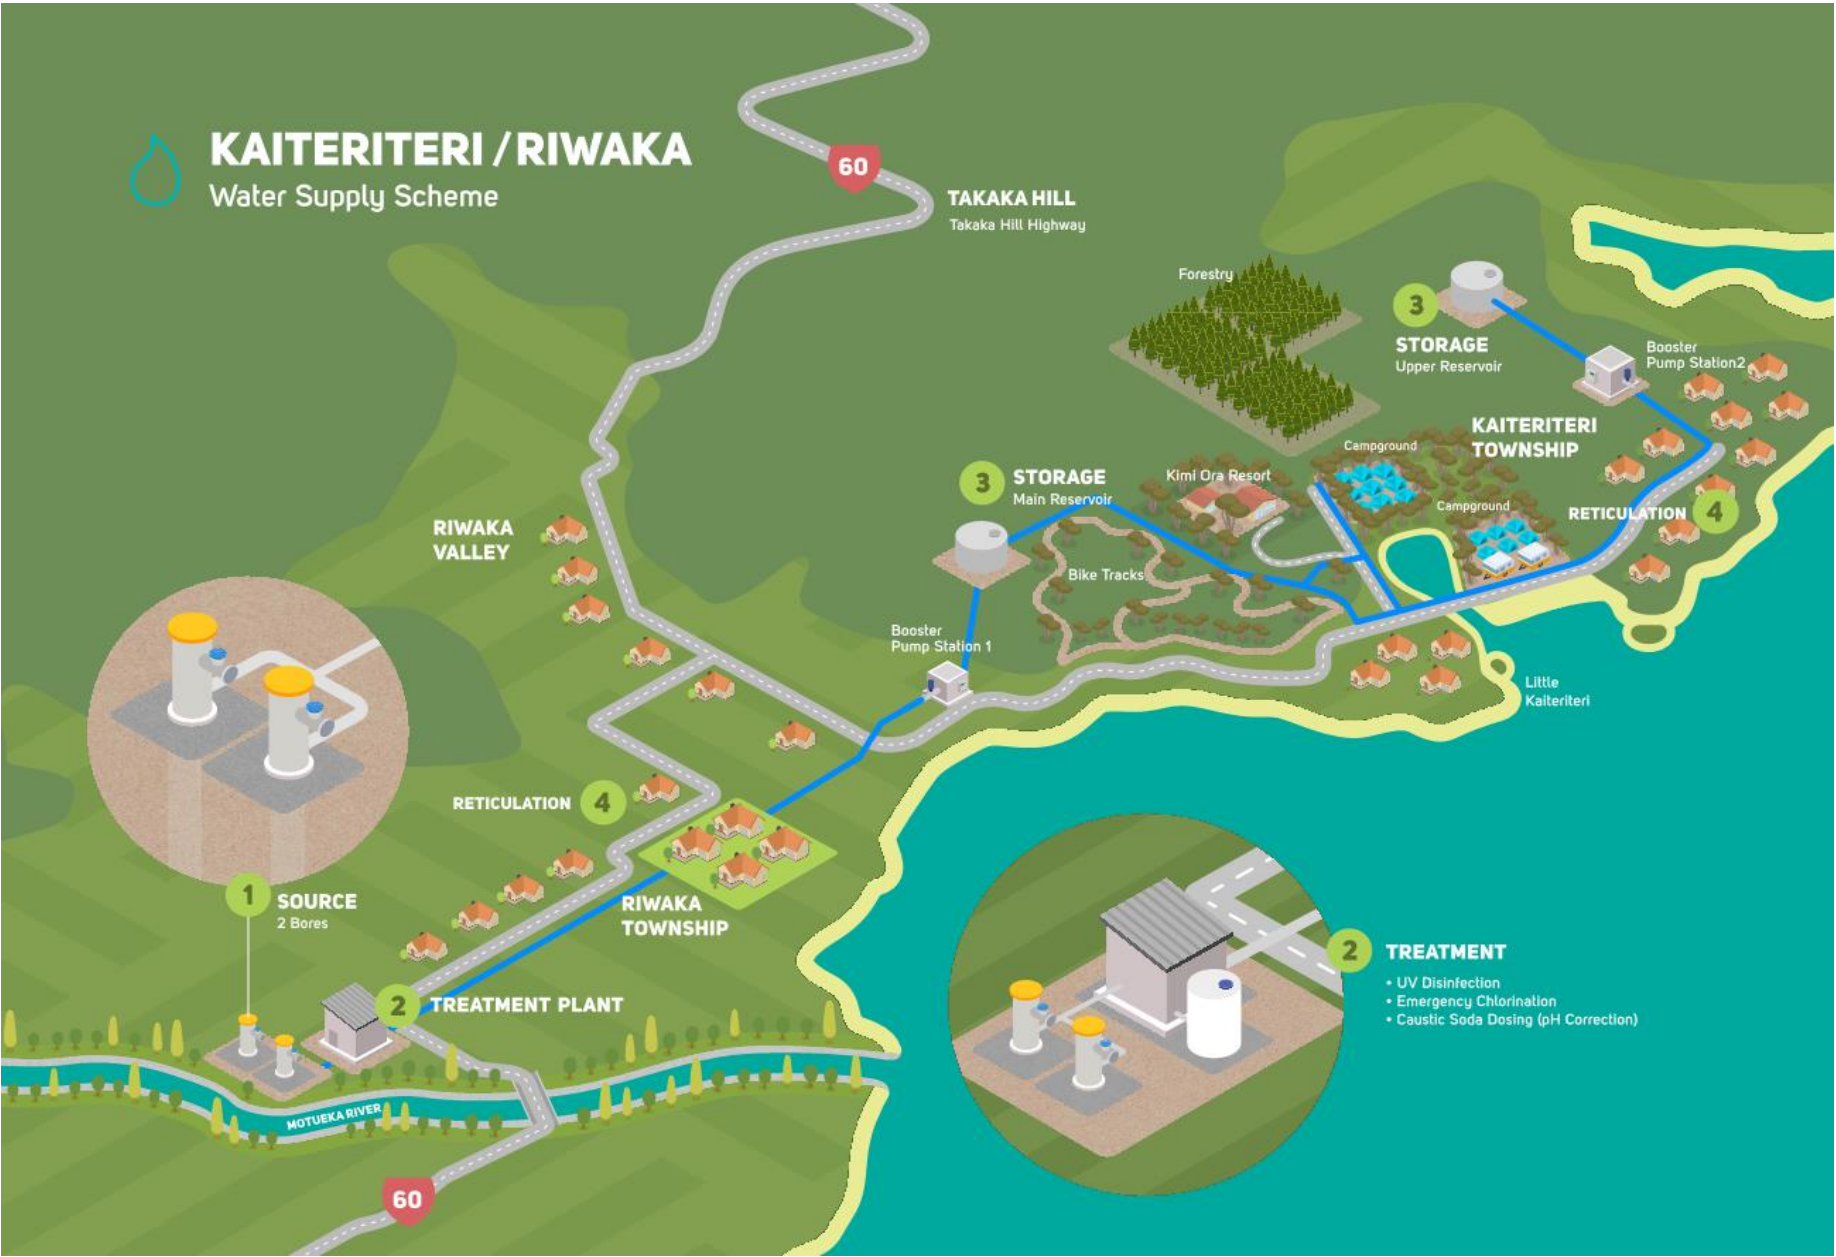 KAITERITERI / RIWAKA
Water Supply Scheme
60
TAKAKA HILL
Takaka Hill Highway
Forestry
3
STORAGE
Upper Reservoir
Booster
Pump Station2
KAITERITERI
TOWNSHIP
Campground
Kimi Ora Resort
3
STORAGE
Main Reservoir
Campground
RETICULATION
4
RIWAKA
VALLEY
Bike Tracks
Booster
Pump Station 1
Little
Kaiteriteri
RETICULATION
4
1
SOURCE
2 Bores
RIWAKA
TOWNSHIP
2
TREATMENT PLANT
2
TREATMENT
• UV Disinfection
• Emergency Chlorination
• Caustic Soda Dosing (pH Correction)
MOTUEKA RIVER
60